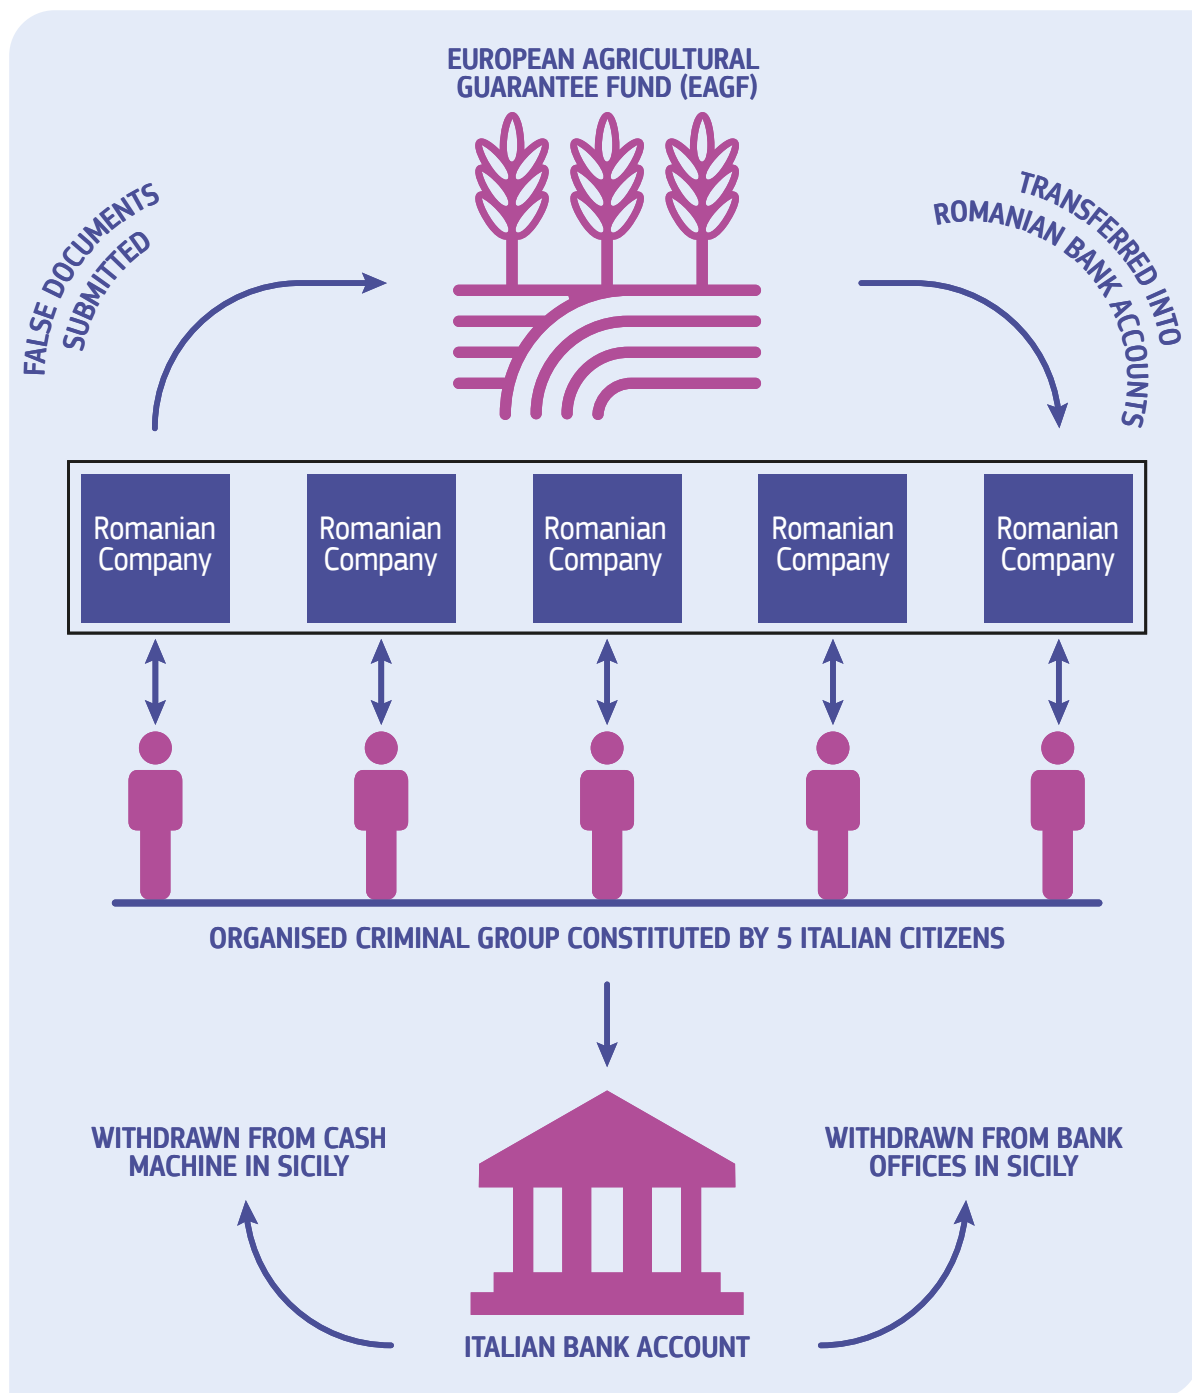 EUROPEAN AGRICULTURAL
GUARANTEE FUND (EAGF)
FALSE DOCUMENTS
SUBMITTED
TRANSFERRED INTO
ROMANIAN BANK ACCOUNTS
Romanian
Company
Romanian
Company
Romanian
Company
Romanian
Company
Romanian
Company
ORGANISED CRIMINAL GROUP CONSTITUTED BY 5 ITALIAN CITIZENS
WITHDRAWN FROM CASH
MACHINE IN SICILY
WITHDRAWN FROM BANK
OFFICES IN SICILY
ITALIAN BANK ACCOUNT